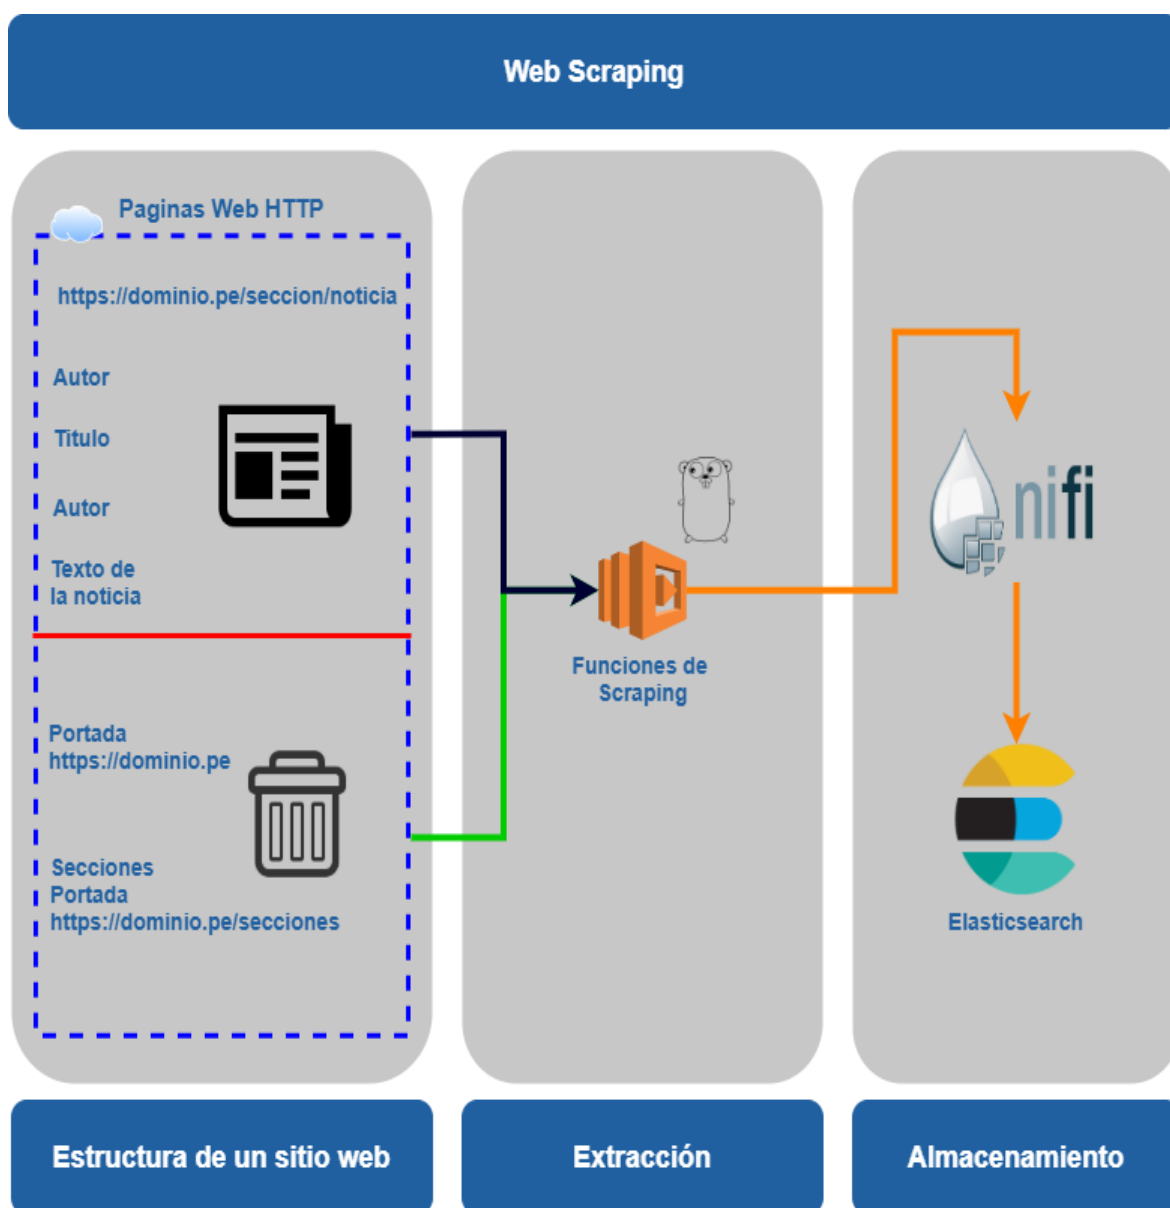 Web Scraping
Paginas Web HTTP
https://dominio.pe/seccion/noticia
Autor
Titulo
Autor
Texto de
la noticia
Portada
https://dominio.pe
Secciones
Portada
https://dominio.pe/secciones
Funciones de
Scraping
nifi
Elasticsearch
Estructura de un sitio web
Extracción
Almacenamiento